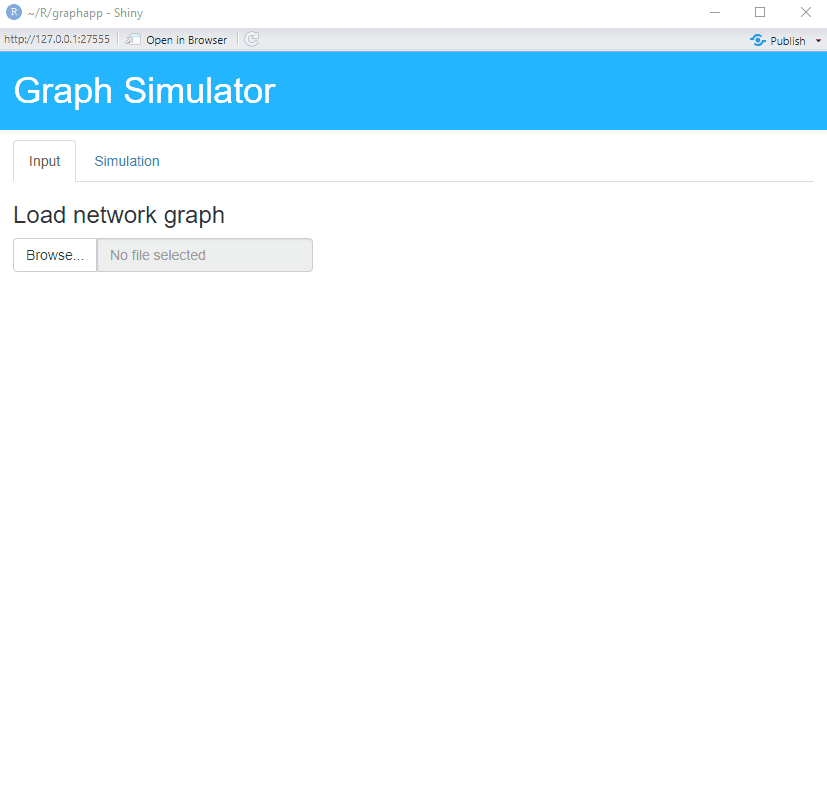 R ~/R/graphapp - Shiny
http://127.0.0.1:27555 Open in Browser Publish
Graph Simulator
Input Simulation
Load network graph
Browse... No file selected